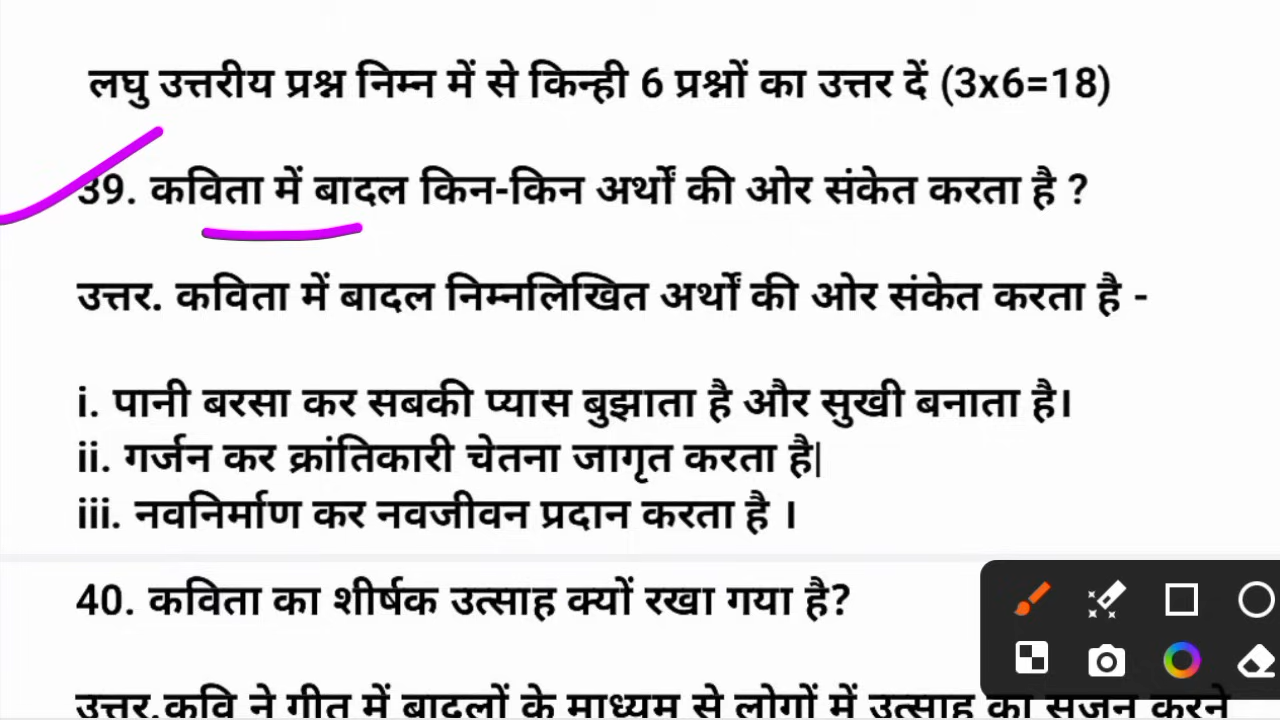 लघु उत्तरीय प्रश्न निम्न में से किन्ही 6 प्रश्नों का उत्तर दें (3x6=18)
39. कविता में बादल किन-किन अर्थों की ओर संकेत करता है ?
उत्तर. कविता में बादल निम्नलिखित अर्थों की ओर संकेत करता है -
i. पानी बरसा कर सबकी प्यास बुझाता है और सुखी बनाता है।
ii. गर्जन कर क्रांतिकारी चेतना जागृत करता है|
iii. नवनिर्माण कर नवजीवन प्रदान करता है ।
40. कविता का शीर्षक उत्साह क्यों रखा गया है?
उत्तर.कवि ने गीत में बादलों के माध्यम से लोगों में उत्साह का सृजन करने